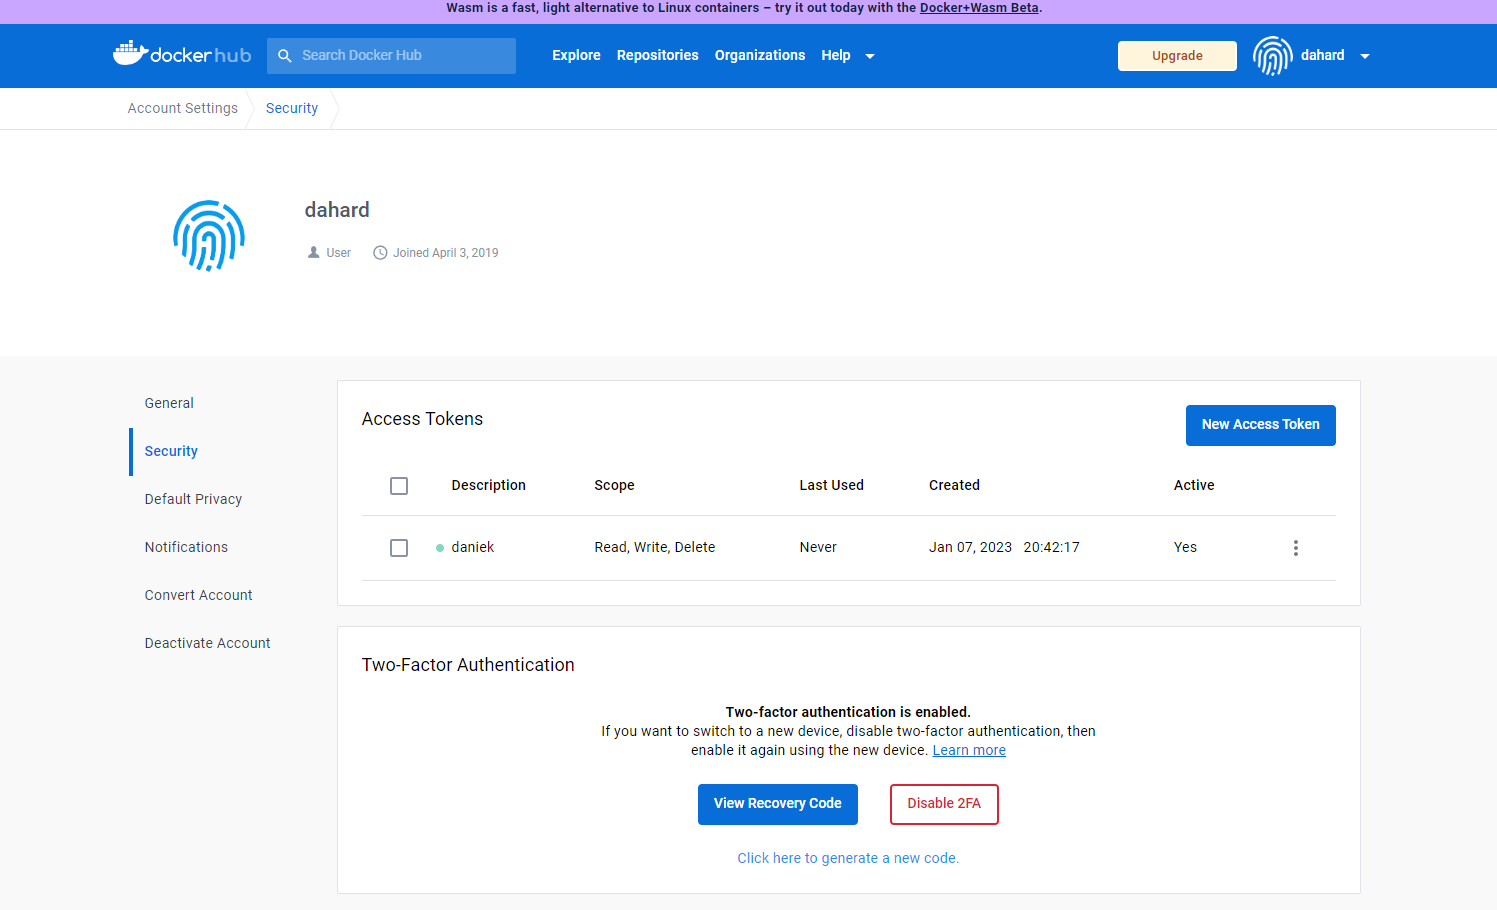 Wasm is a fast, light alternative to Linux containers – try it out today with the Docker+Wasm Beta.
dockerhub Search Docker Hub Explore Repositories Organizations Help Upgrade dahard
Account Settings Security
dahard
User Joined April 3, 2019
General
Security
Default Privacy
Notifications
Convert Account
Deactivate Account
Access Tokens New Access Token
Description Scope Last Used Created Active
daniek Read, Write, Delete Never Jan 07, 2023 20:42:17 Yes
Two-Factor Authentication
Two-factor authentication is enabled.
If you want to switch to a new device, disable two-factor authentication, then
enable it again using the new device. Learn more
View Recovery Code Disable 2FA
Click here to generate a new code.